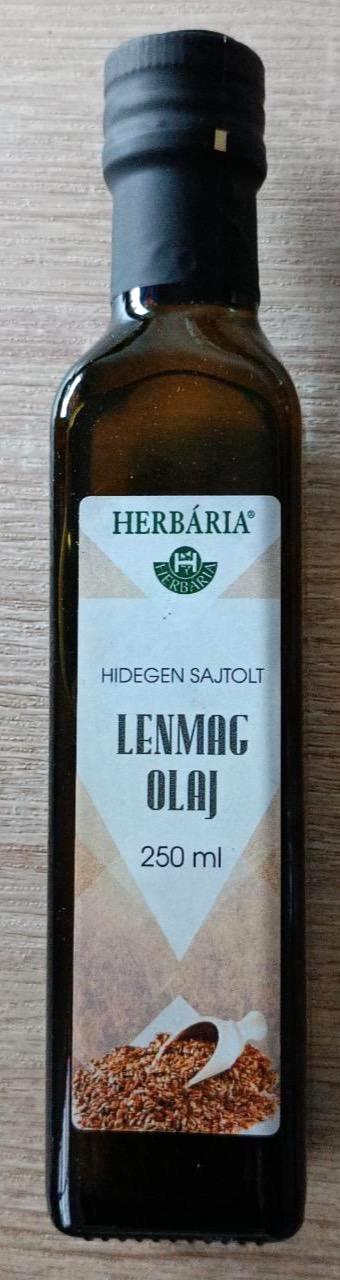 HERBÁRIA®
HERBÁRIA
HIDEGEN SAJTOLT
LENMAG
OLAJ
250 ml